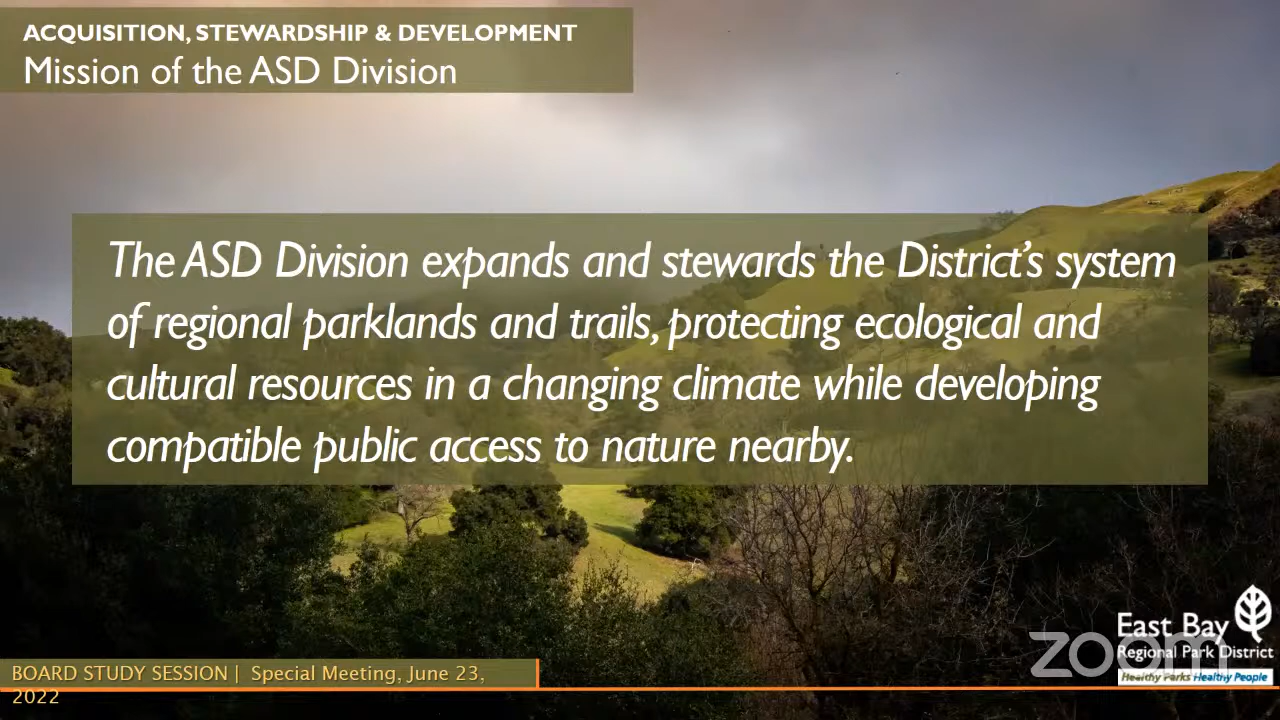 ACQUISITION, STEWARDSHIP & DEVELOPMENT
Mission of the ASD Division
The ASD Division expands and stewards the District's system
of regional parklands and trails, protecting ecological and
cultural resources in a changing climate while developing
compatible public access to nature nearby.
East Bay
Regional Park District
zoom
Healthy Parks Healthy People
BOARD STUDY SESSION | Special Meeting, June 23,
2022